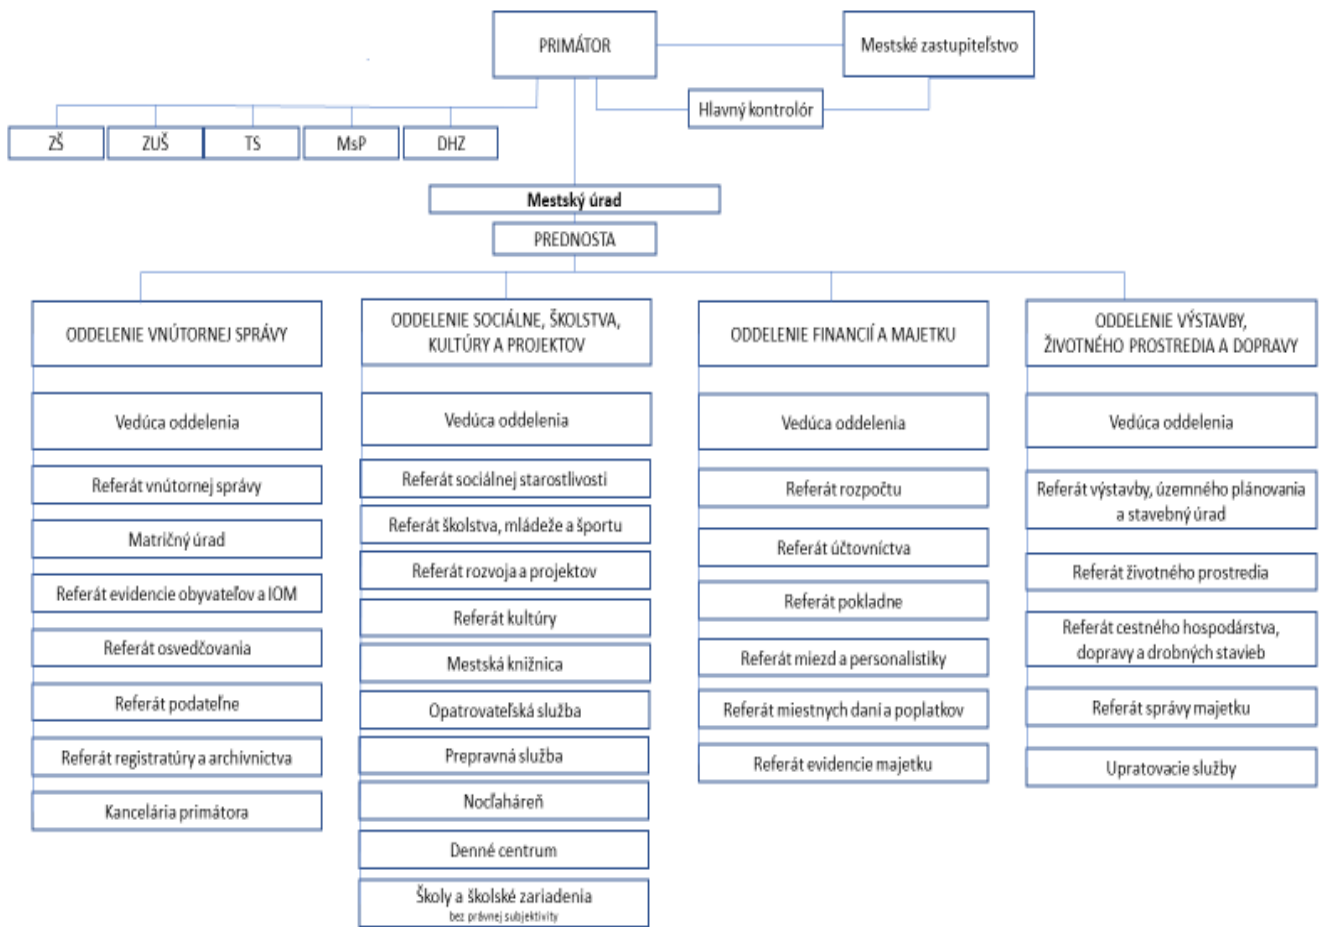 PRIMÁTOR
Mestské zastupiteľstvo
Hlavný kontrolór
ZŠ
ZUŠ
TS
MsP
DHZ
Mestský úrad
PREDNOSTA
ODDELENIE VNÚTORNEJ SPRÁVY
Vedúca oddelenia
Referát vnútornej správy
Matričný úrad
Referát evidencie obyvateľov a IOM
Referát osvedčovania
Referát podateľne
Referát registratúry a archívnictva
Kancelária primátora
ODDELENIE SOCIÁLNE, ŠKOLSTVA,
KULTÚRY A PROJEKTOV
Vedúca oddelenia
Referát sociálnej starostlivosti
Referát školstva, mládeže a športu
Referát rozvoja a projektov
Referát kultúry
Mestská knižnica
Opatrovateľská služba
Prepravná služba
Nocľaháreň
Denné centrum
Školy a školské zariadenia
bez právnej subjektivity
ODDELENIE FINANCIÍ A MAJETKU
Vedúca oddelenia
Referát rozpočtu
Referát účtovníctva
Referát pokladne
Referát miezd a personalistiky
Referát miestnych daní a poplatkov
Referát evidencie majetku
ODDELENIE VÝSTAVBY,
ŽIVOTNÉHO PROSTREDIA A DOPRAVY
Vedúca oddelenia
Referát výstavby, územného plánovania
a stavebný úrad
Referát životného prostredia
Referát cestného hospodárstva,
dopravy a drobných stavieb
Referát správy majetku
Upratovacie služby